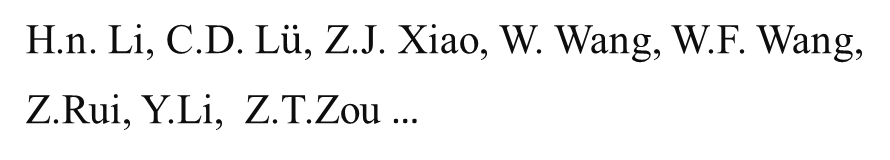 H.n. Li, C.D. Lü, Z.J. Xiao, W. Wang, W.F. Wang,
Z.Rui, Y.Li, Z.T.Zou ...